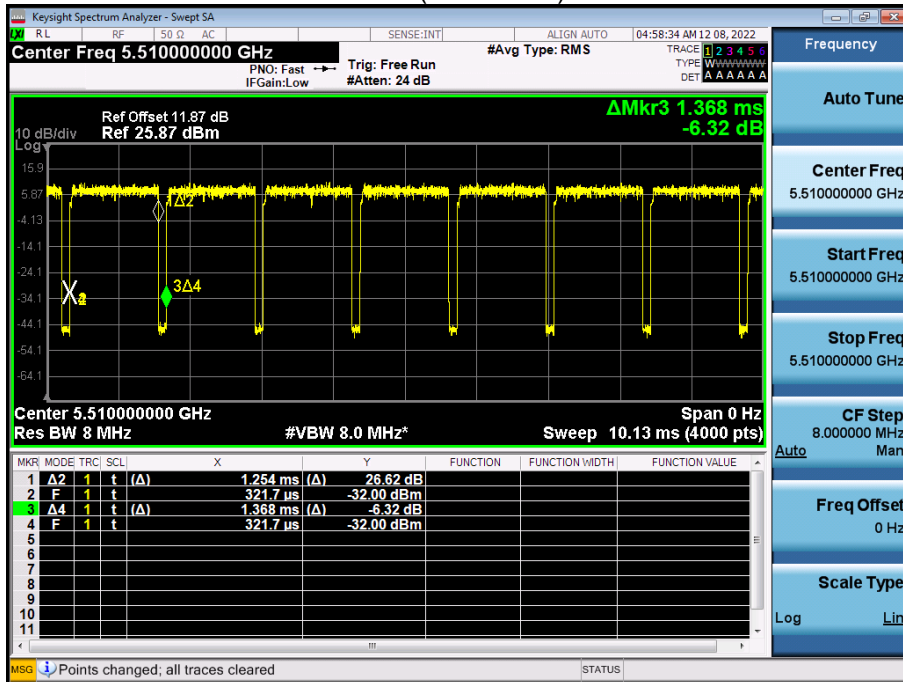 Keysight Spectrum Analyzer - Swept SA
LXI RL RF 50 Ω AC SENSE:INT ALIGN AUTO 04:58:34 AM 12 08, 2022
Center Freq 5.510000000 GHz
#Avg Type: RMS
TRACE 1 2 3 4 5 6
PNO: Fast Trig: Free Run
TYPE WWWWWW
IFGain:Low #Atten: 24 dB
DET A A A A A A
ΔMkr3 1.368 ms
-6.32 dB
Ref Offset 11.87 dB
10 dB/div Ref 25.87 dBm
Log
15.9
5.87
-4.13
-14.1
-24.1
-34.1
-44.1
-54.1
-64.1
1Δ2
3Δ4
Center 5.510000000 GHz Span 0 Hz
Res BW 8 MHz #VBW 8.0 MHz* Sweep 10.13 ms (4000 pts)
MKR MODE TRC SCL X Y FUNCTION FUNCTION WIDTH FUNCTION VALUE
1 Δ2 1 t (Δ) 1.254 ms (Δ) 26.62 dB
2 F 1 t 321.7 µs -32.00 dBm
3 Δ4 1 t (Δ) 1.368 ms (Δ) -6.32 dB
4 F 1 t 321.7 µs -32.00 dBm
5
6
7
8
9
10
11
MSG Points changed; all traces cleared STATUS
Frequency
Auto Tune
Center Freq
5.510000000 GHz
Start Freq
5.510000000 GHz
Stop Freq
5.510000000 GHz
CF Step
8.000000 MHz
Auto Man
Freq Offset
0 Hz
Scale Type
Log Lin